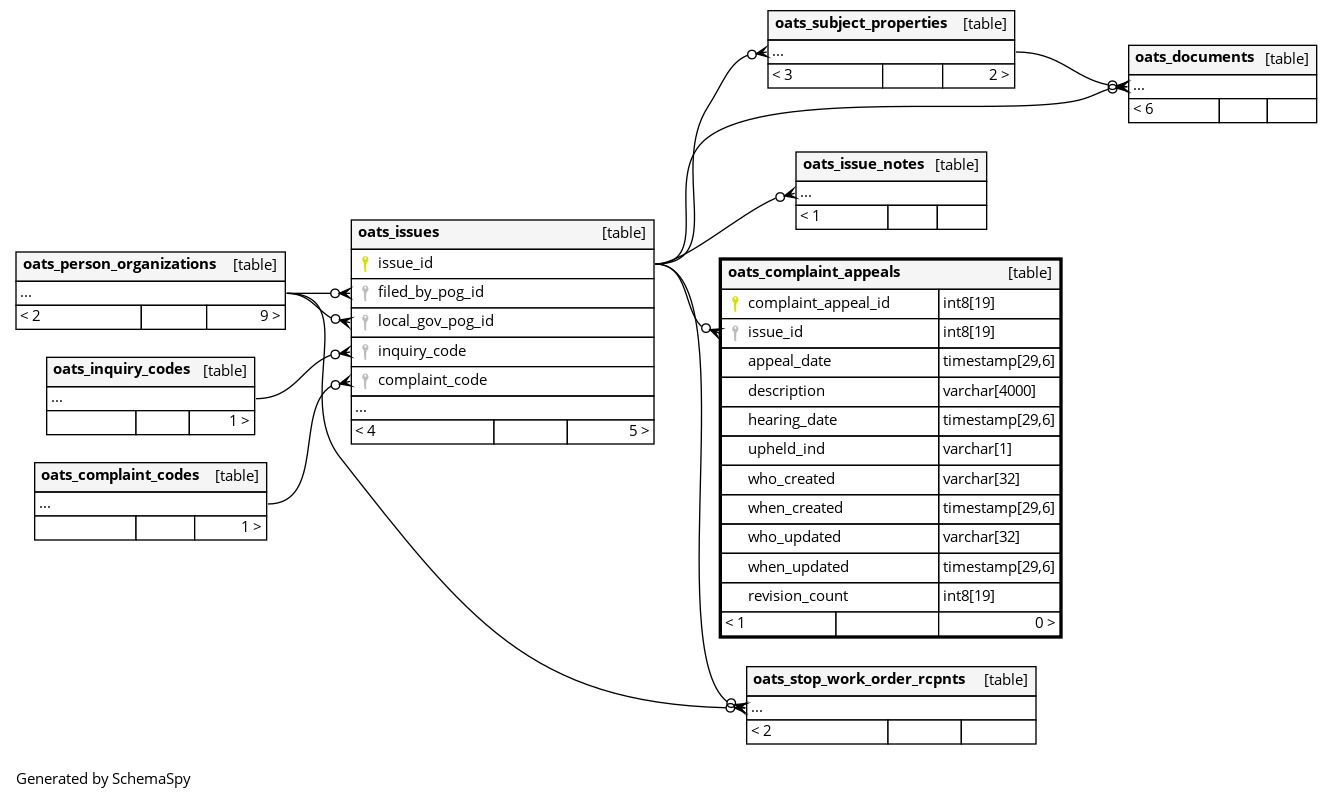 oats_subject_properties [table]
...
< 3 2 >
oats_documents [table]
...
< 6
oats_issue_notes [table]
...
< 1
oats_issues [table]
issue_id
filed_by_pog_id
local_gov_pog_id
inquiry_code
complaint_code
...
< 4 5 >
oats_person_organizations [table]
...
< 2 9 >
oats_inquiry_codes [table]
...
1 >
oats_complaint_codes [table]
...
1 >
oats_complaint_appeals [table]
complaint_appeal_id int8[19]
issue_id int8[19]
appeal_date timestamp[29,6]
description varchar[4000]
hearing_date timestamp[29,6]
upheld_ind varchar[1]
who_created varchar[32]
when_created timestamp[29,6]
who_updated varchar[32]
when_updated timestamp[29,6]
revision_count int8[19]
< 1 0 >
oats_stop_work_order_rcpnts [table]
...
< 2
Generated by SchemaSpy